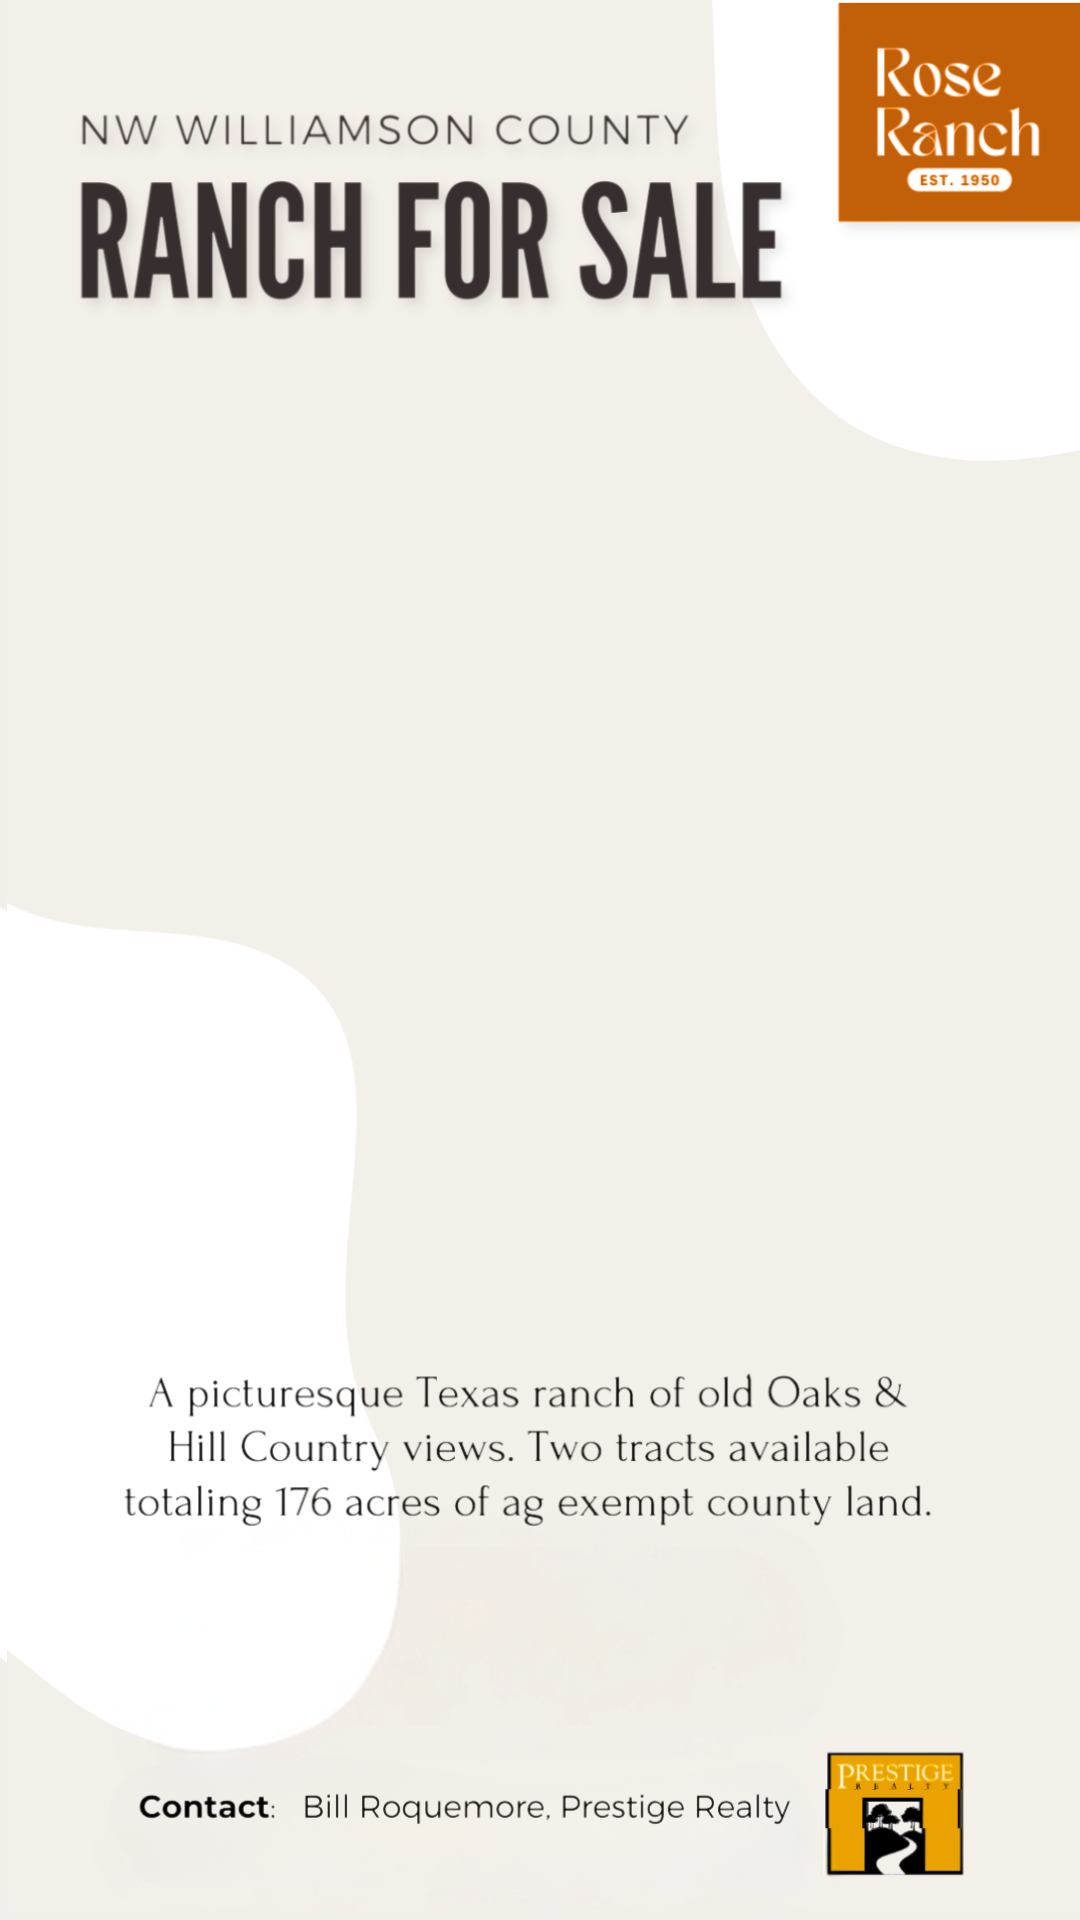 NW WILLIAMSON COUNTY
RANCH FOR SALE
Rose
Ranch
EST. 1950
A picturesque Texas ranch of old Oaks &
Hill Country views. Two tracts available
totaling 176 acres of ag exempt county land.
Contact: Bill Roquemore, Prestige Realty
PRESTIGE
REALTY